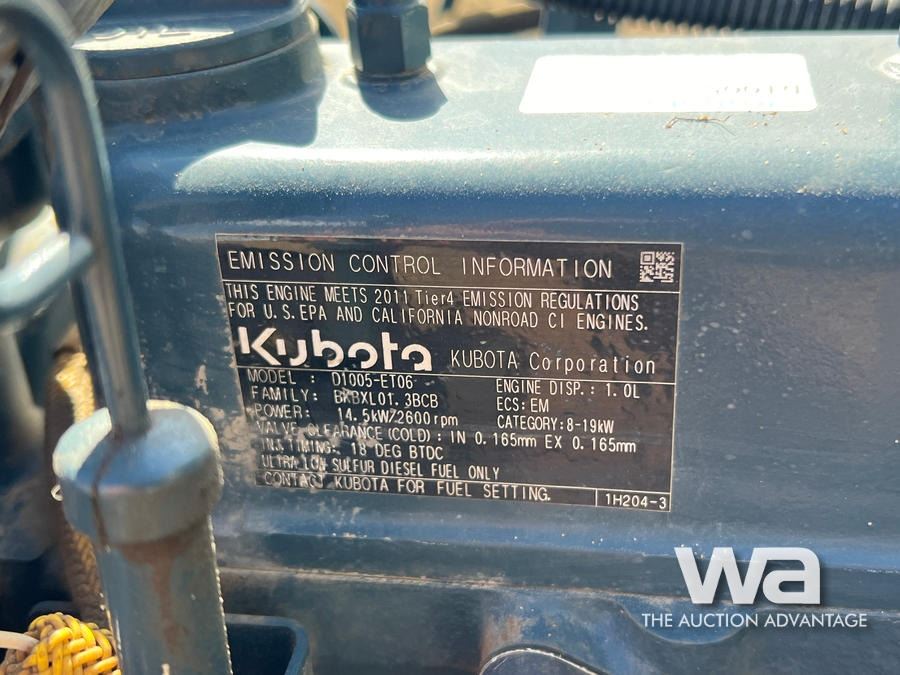 EMISSION CONTROL INFORMATION
THIS ENGINE MEETS 2011 Tier4 EMISSION REGULATIONS
FOR U.S.EPA AND CALIFORNIA NONROAD CI ENGINES.
Kubota KUBOTA Corporation
MODEL : D1005-ET06 ENGINE DISP.: 1.0L
FAMILY: BKBXL01.3BCB ECS:EM
POWER: 14.5kW/2600rpm CATEGORY:8-19kW
VALVE CLEARANCE(COLD): IN 0.165mm EX 0.165mm
INJ.TIMING: 18 DEG BTDC
ULTRA LOW SULFUR DIESEL FUEL ONLY
CONTACT KUBOTA FOR FUEL SETTING. 1H204-3
wa
THE AUCTION ADVANTAGE